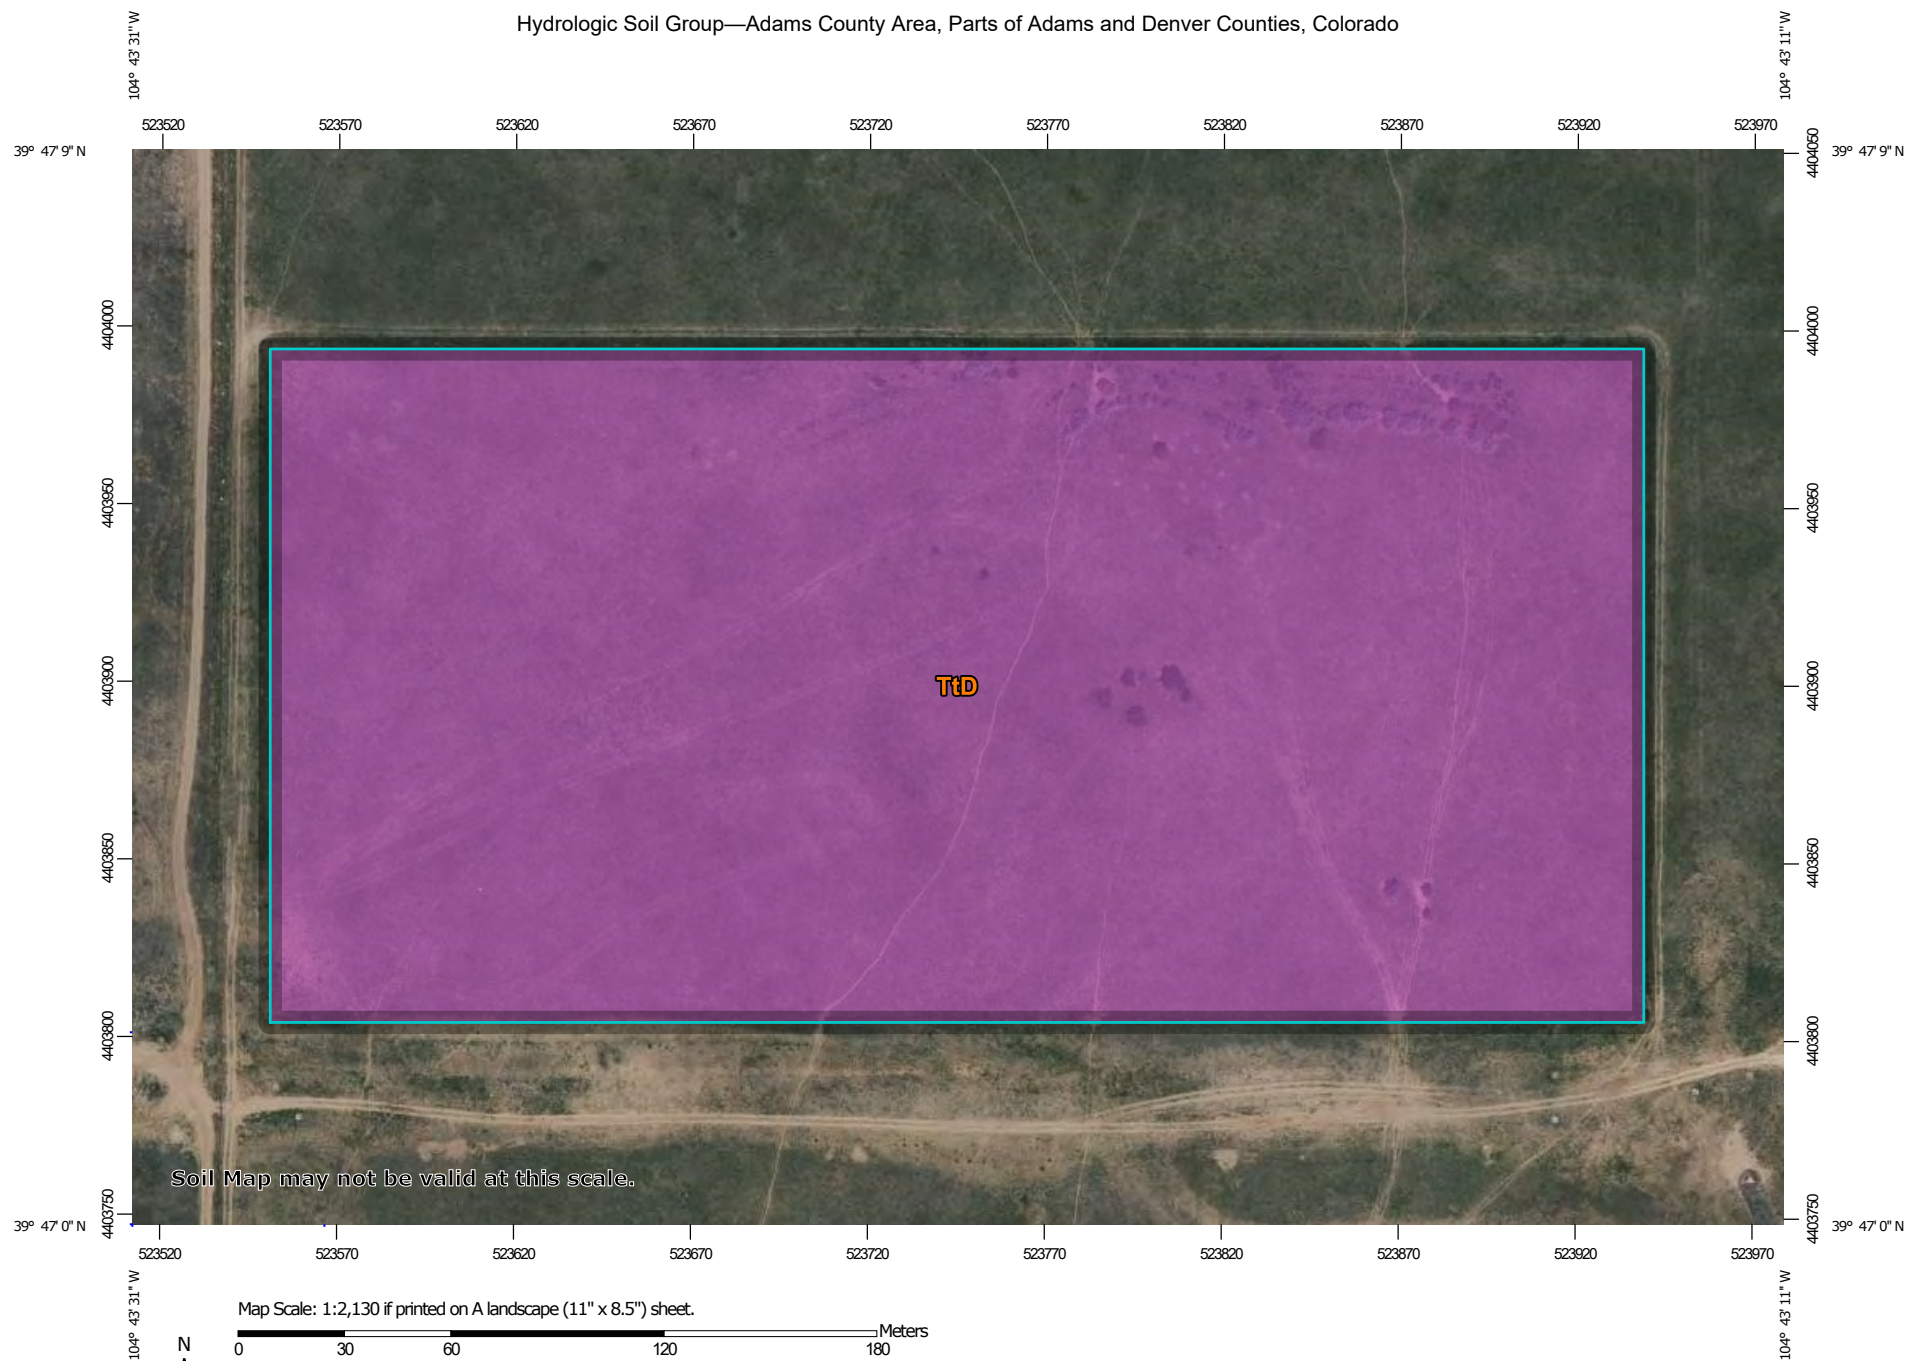 Hydrologic Soil Group—Adams County Area, Parts of Adams and Denver Counties, Colorado
104° 43' 31" W
104° 43' 11" W
523520 523570 523620 523670 523720 523770 523820 523870 523920 523970
39° 47' 9" N
39° 47' 9" N
4404050
4404000
4404000
4403950
4403950
4403900
4403900
TtD
4403850
4403850
4403800
4403800
Soil Map may not be valid at this scale.
4403750
4403750
39° 47' 0" N
39° 47' 0" N
523520 523570 523620 523670 523720 523770 523820 523870 523920 523970
104° 43' 31" W
104° 43' 11" W
Map Scale: 1:2,130 if printed on A landscape (11" x 8.5") sheet.
Meters
N
0 30 60 120 180